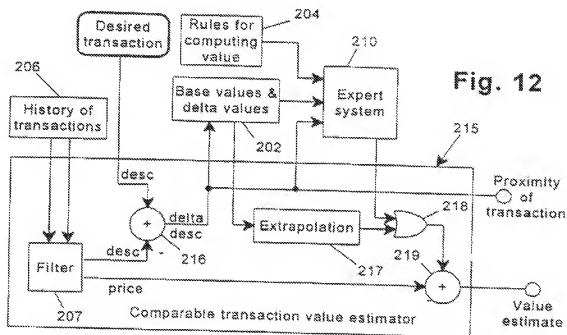 Desired
transaction
204
Rules for
computing
value
210
206
History of
transactions
Base values &
delta values
202
Expert
system
Fig. 12
215
Proximity
of
transaction
desc
delta
desc
desc
216
Extrapolation
217
218
219
Filter
207
price
Comparable transaction value estimator
Value
estimate